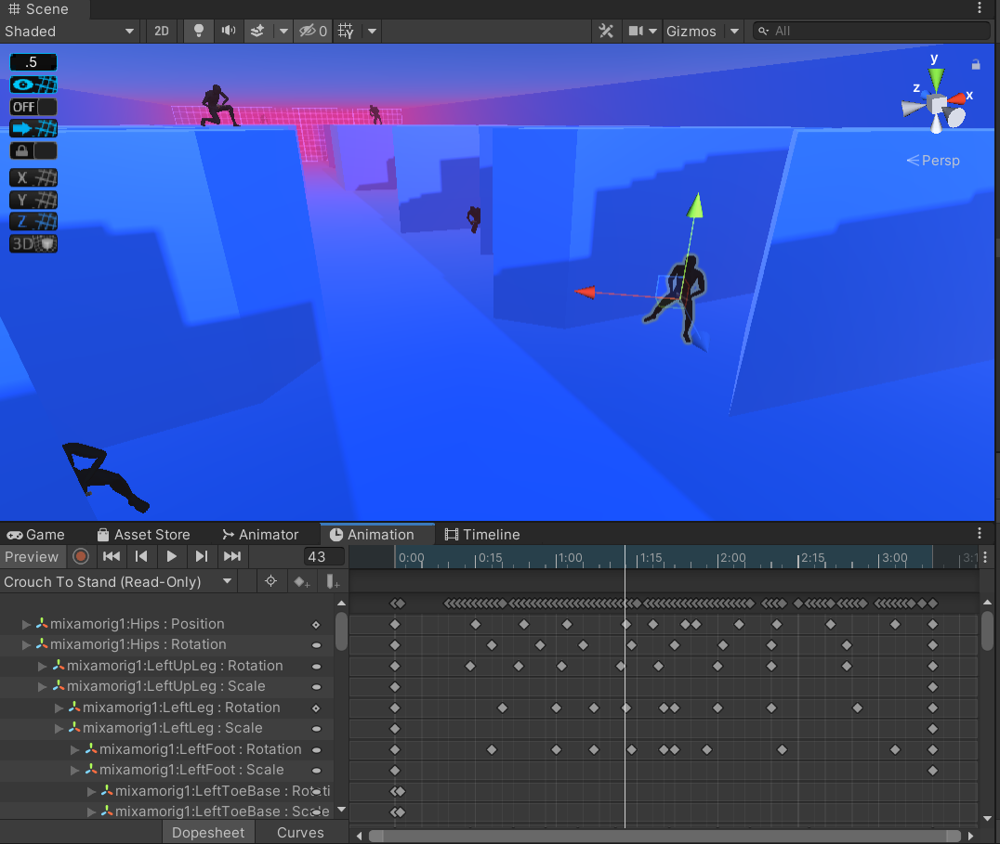 Scene
Shaded 2D 0 Gizmos All
.5
OFF
X
Y
Z
3D
y
z
x
Persp
Game Asset Store Animator Animation Timeline
Preview 43 0:00 0:15 1:00 1:15 2:00 2:15 3:00 3:1
Crouch To Stand (Read-Only)
mixamorig1:Hips : Position
mixamorig1:Hips : Rotation
mixamorig1:LeftUpLeg : Rotation
mixamorig1:LeftUpLeg : Scale
mixamorig1:LeftLeg : Rotation
mixamorig1:LeftLeg : Scale
mixamorig1:LeftFoot : Rotation
mixamorig1:LeftFoot : Scale
mixamorig1:LeftToeBase : Rotati
mixamorig1:LeftToeBase : Scale
Dopesheet Curves